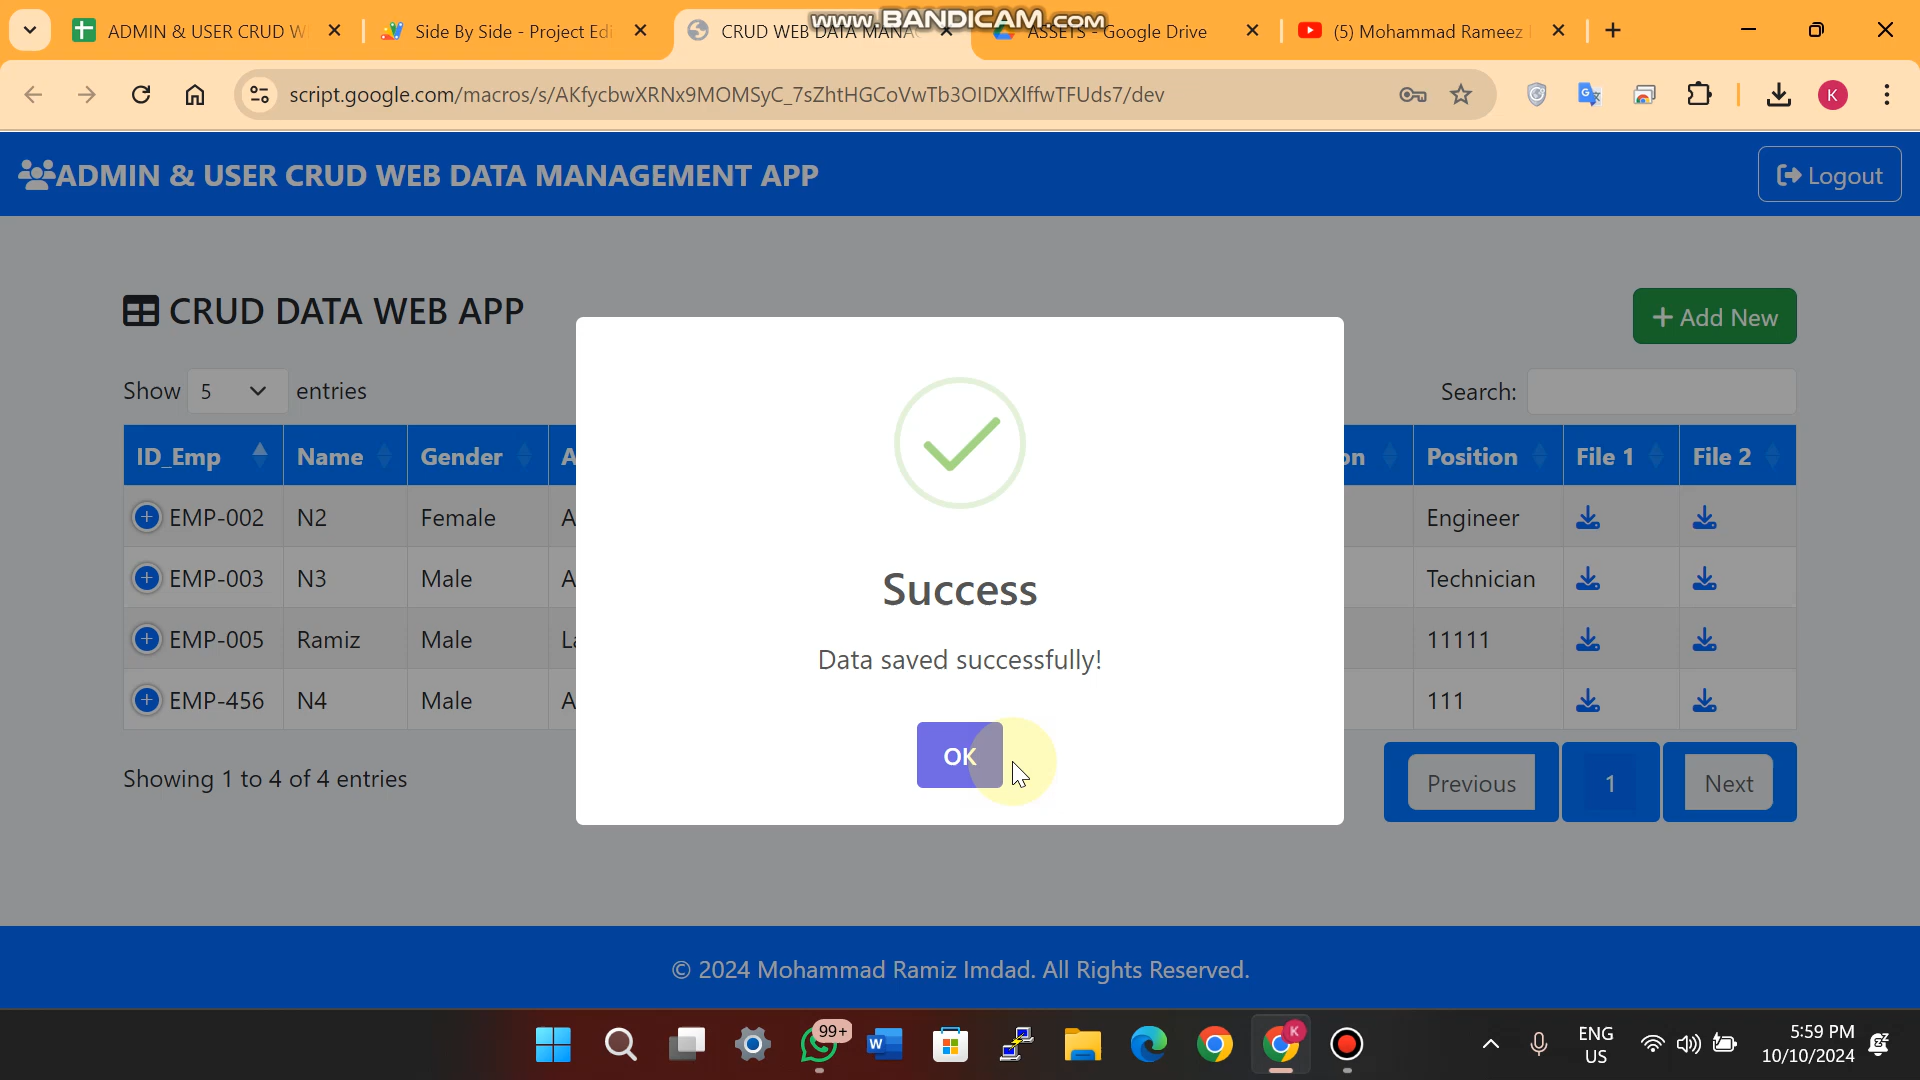 ADMIN & USER CRUD W
Side By Side - Project Edi
CRUD WEB DATA MANA
ASSETS - Google Drive
(5) Mohammad Rameez
www.BANDICAM.COM
script.google.com/macros/s/AKfycbwXRNx9MOMSyC_7sZhtHGCoVwTb3OIDXXlffwTFUds7/dev
K
ADMIN & USER CRUD WEB DATA MANAGEMENT APP
Logout
CRUD DATA WEB APP
+ Add New
Show 5 entries
Search:
ID_Emp Name Gender A on Position File 1 File 2
EMP-002 N2 Female A Engineer
EMP-003 N3 Male A Technician
EMP-005 Ramiz Male La 11111
EMP-456 N4 Male A 111
Success
Data saved successfully!
OK
Showing 1 to 4 of 4 entries
Previous 1 Next
© 2024 Mohammad Ramiz Imdad. All Rights Reserved.
99+
W
K
ENG
US
5:59 PM
10/10/2024